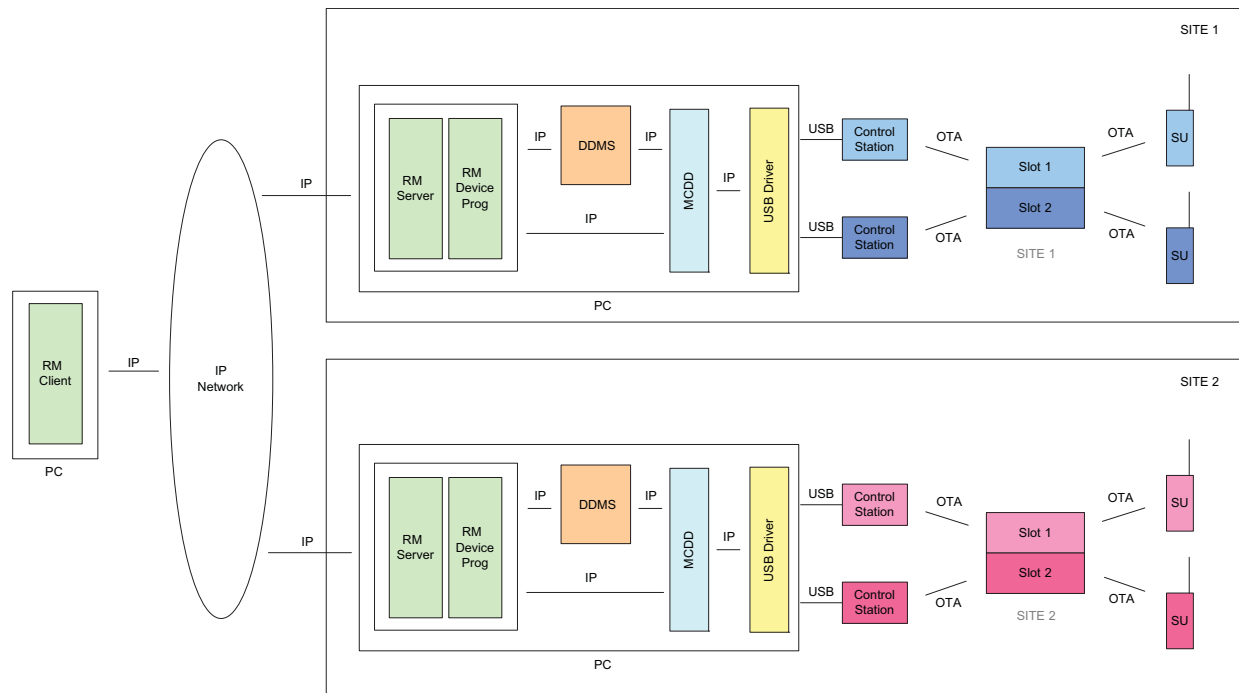 SITE 1
RM
Server
RM
Device
Prog
IP
DDMS
IP
IP
MCDD
IP
USB Driver
PC
USB
Control
Station
USB
Control
Station
OTA
OTA
Slot 1
Slot 2
SITE 1
OTA
OTA
SU
SU
IP
RM
Client
PC
IP
IP
Network
IP
SITE 2
RM
Server
RM
Device
Prog
IP
DDMS
IP
IP
MCDD
IP
USB Driver
PC
USB
Control
Station
USB
Control
Station
OTA
OTA
Slot 1
Slot 2
SITE 2
OTA
OTA
SU
SU